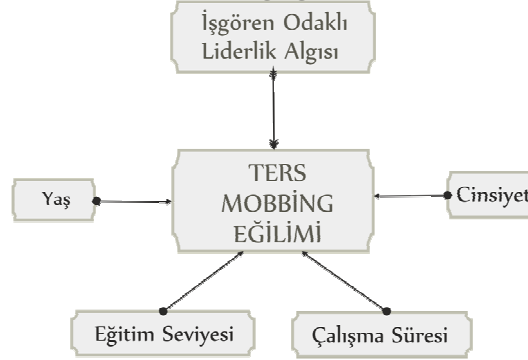 İşgören Odaklı
Liderlik Algısı
TERS
MOBBİNG
EĞİLİMİ
Yaş
Cinsiyet
Eğitim Seviyesi
Çalışma Süresi